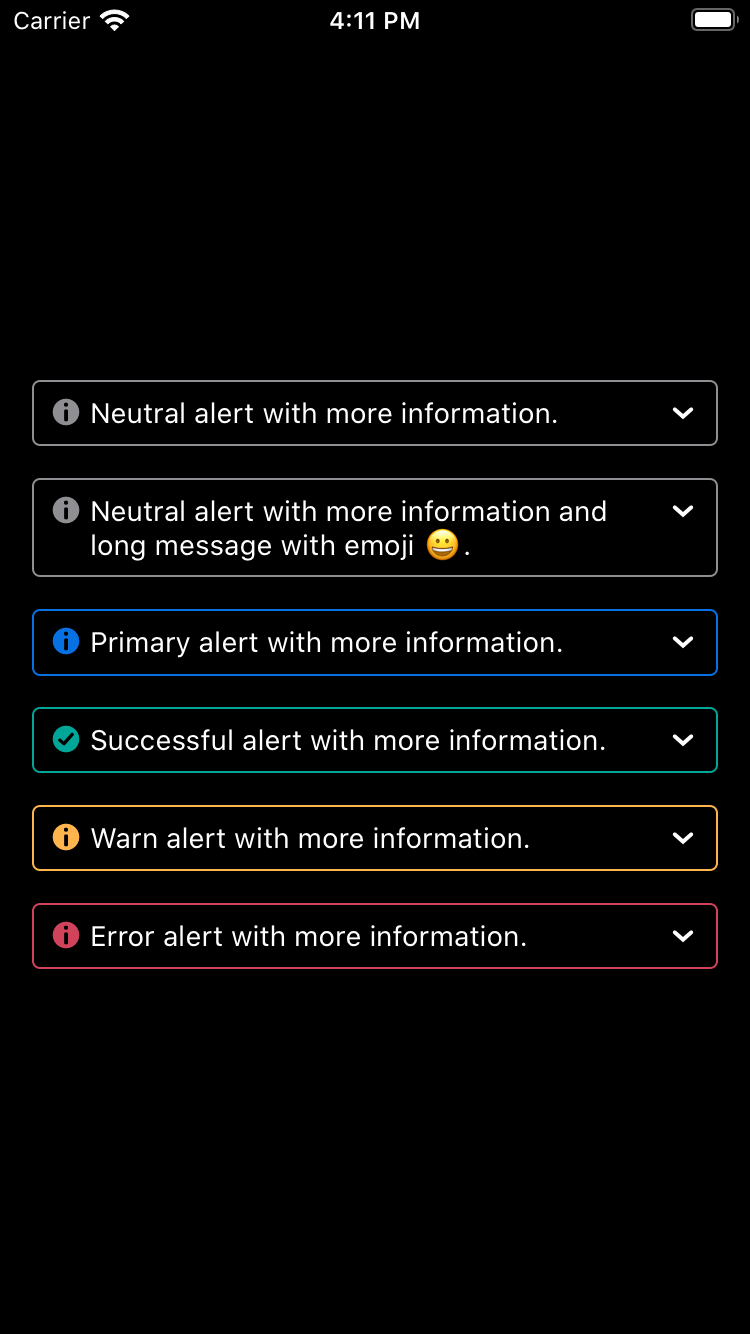 Carrier 4:11 PM
Neutral alert with more information.
Neutral alert with more information and
long message with emoji 😀.
Primary alert with more information.
Successful alert with more information.
Warn alert with more information.
Error alert with more information.